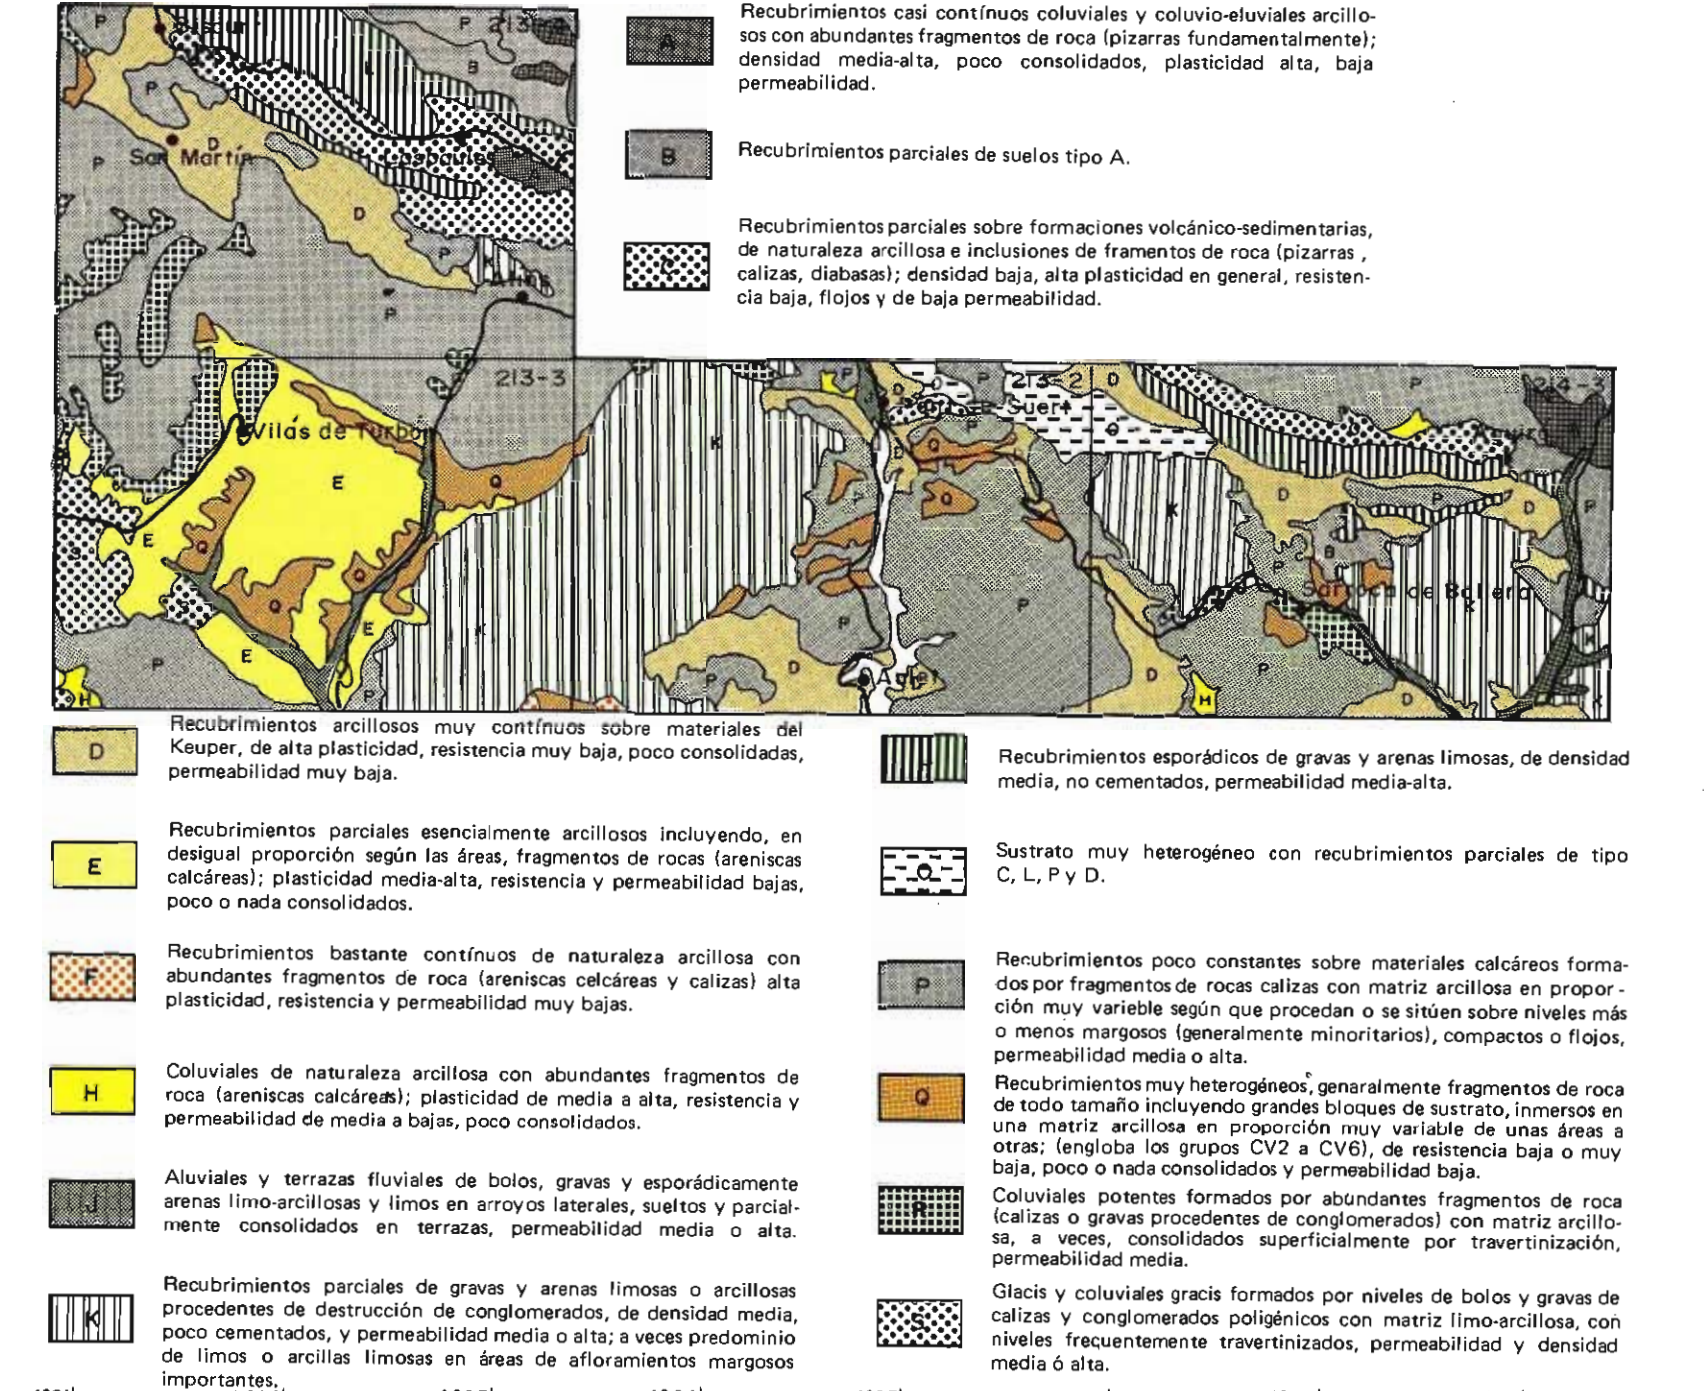 A
Recubrimientos casi contínuos coluviales y coluvio-eluviales arcillo-
sos con abundantes fragmentos de roca (pizarras fundamentalmente);
densidad media-alta, poco consolidados, plasticidad alta, baja
permeabilidad.
B
Recubrimientos parciales de suelos tipo A.
C
Recubrimientos parciales sobre formaciones volcánico-sedimentarias,
de naturaleza arcillosa e inclusiones de framentos de roca (pizarras ,
calizas, diabasas); densidad baja, alta plasticidad en general, resisten-
cia baja, flojos y de baja permeabilidad.
P
P
B
L
P
D
San Martín
P
A
D
P
K
P
P
213-3
Vilás de Turbón
E
Q
K
P
D
P
213-2
D
Suert
O
P
214-3
Q
D
Q
K
D
P
D
E
Q
S
Q
Q
S
E
E
P
P
H
K
P
D
P
P
B
P
Sarroca de Bellera
K
K
P
D
H
D
K
D
Recubrimientos arcillosos muy contínuos sobre materiales del
Keuper, de alta plasticidad, resistencia muy baja, poco consolidadas,
permeabilidad muy baja.
E
Recubrimientos parciales esencialmente arcillosos incluyendo, en
desigual proporción según las áreas, fragmentos de rocas (areniscas
calcáreas); plasticidad media-alta, resistencia y permeabilidad bajas,
poco o nada consolidados.
F
Recubrimientos bastante contínuos de naturaleza arcillosa con
abundantes fragmentos de roca (areniscas celcáreas y calizas) alta
plasticidad, resistencia y permeabilidad muy bajas.
H
Coluviales de naturaleza arcillosa con abundantes fragmentos de
roca (areniscas calcáreas); plasticidad de media a alta, resistencia y
permeabilidad de media a bajas, poco consolidados.
J
Aluviales y terrazas fluviales de bolos, gravas y esporádicamente
arenas limo-arcillosas y limos en arroyos laterales, sueltos y parcial-
mente consolidados en terrazas, permeabilidad media o alta.
K
Recubrimientos parciales de gravas y arenas limosas o arcillosas
procedentes de destrucción de conglomerados, de densidad media,
poco cementados, y permeabilidad media o alta; a veces predominio
de limos o arcillas limosas en áreas de afloramientos margosos
importantes.
Recubrimientos esporádicos de gravas y arenas limosas, de densidad
media, no cementados, permeabilidad media-alta.
O
Sustrato muy heterogéneo con recubrimientos parciales de tipo
C, L, P y D.
P
Recubrimientos poco constantes sobre materiales calcáreos forma-
dos por fragmentos de rocas calizas con matriz arcillosa en propor -
ción muy varieble según que procedan o se sitúen sobre niveles más
o menos margosos (generalmente minoritarios), compactos o flojos,
permeabilidad media o alta.
Q
Recubrimientos muy heterogéneos, genaralmente fragmentos de roca
de todo tamaño incluyendo grandes bloques de sustrato, inmersos en
una matriz arcillosa en proporción muy variable de unas áreas a
otras; (engloba los grupos CV2 a CV6), de resistencia baja o muy
baja, poco o nada consolidados y permeabilidad baja.
R
Coluviales potentes formados por abundantes fragmentos de roca
(calizas o gravas procedentes de conglomerados) con matriz arcillo-
sa, a veces, consolidados superficialmente por travertinización,
permeabilidad media.
S
Glacis y coluviales gracis formados por niveles de bolos y gravas de
calizas y conglomerados poligénicos con matriz limo-arcillosa, con
niveles frequentemente travertinizados, permeabilidad y densidad
media ó alta.